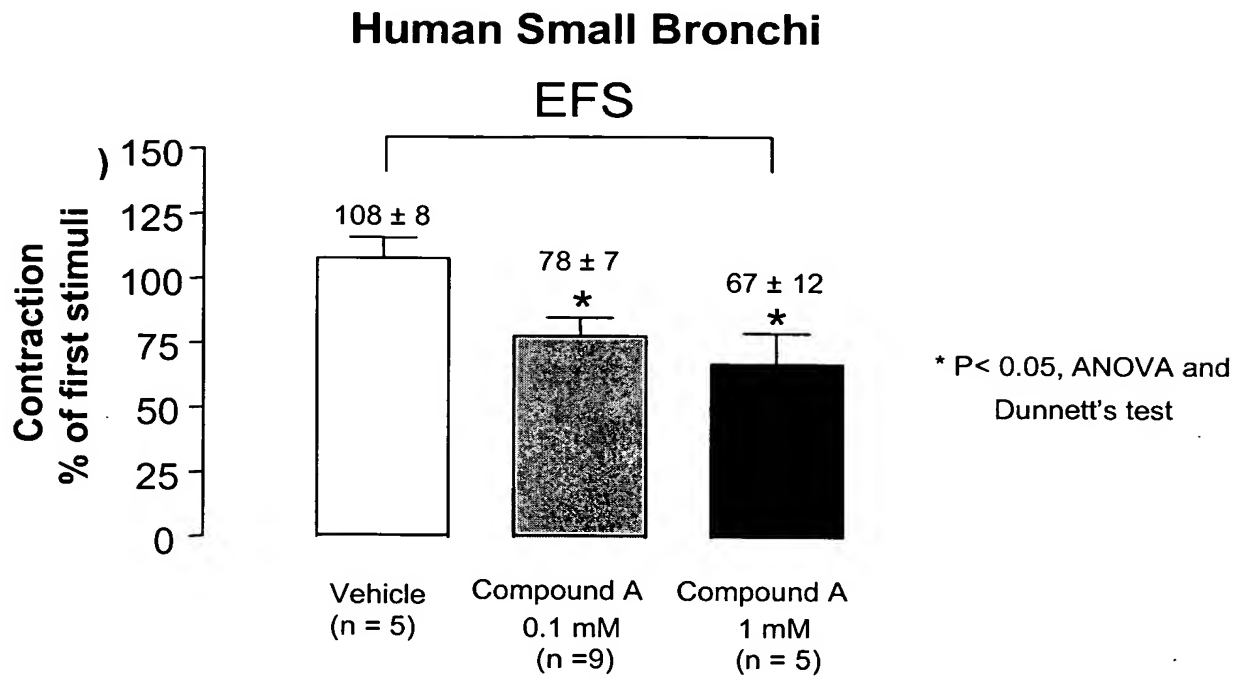 Human Small Bronchi
EFS
Contraction
% of first stimuli )
150
125
100
75
50
25
0
108 ± 8
78 ± 7
*
67 ± 12
*
Vehicle
(n = 5)
Compound A
0.1 mM
(n =9)
Compound A
1 mM
(n = 5)
* P< 0.05, ANOVA and
Dunnett's test